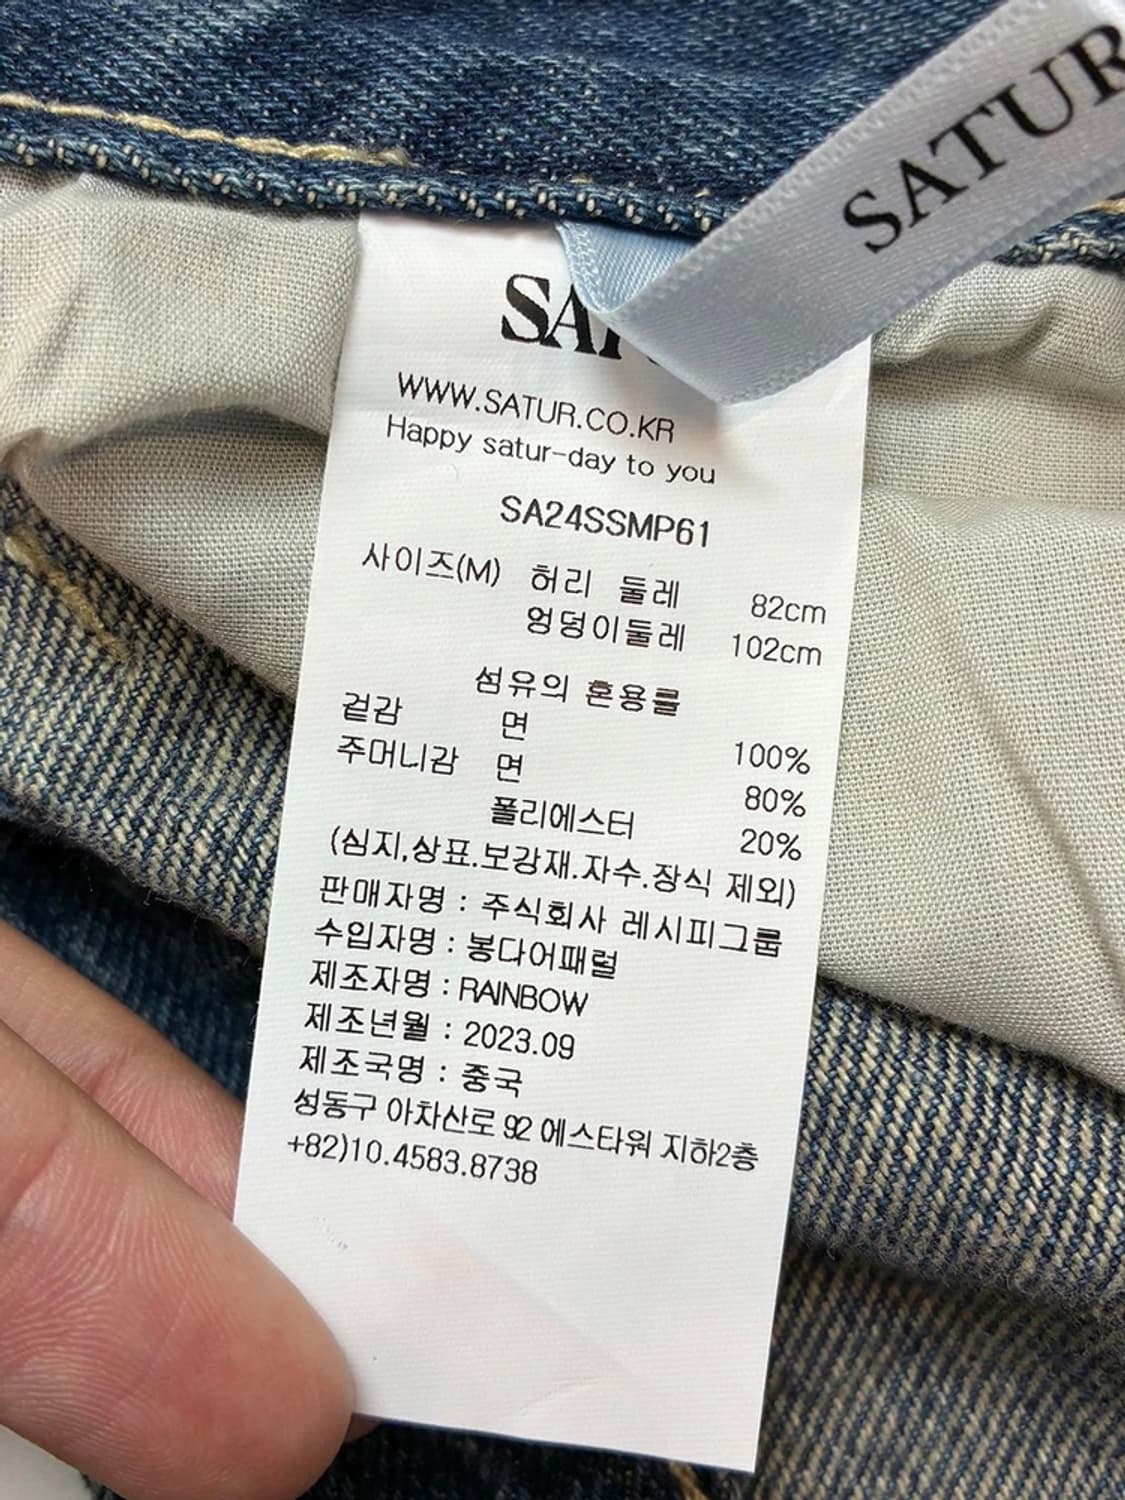 SATUR
WWW.SATUR.CO.KR
Happy satur-day to you
SA24SSMP61
사이즈(M) 허리 둘레 82cm
엉덩이둘레 102cm
섬유의 혼용률
겉감 면 100%
주머니감 면 80%
폴리에스터 20%
(심지,상표.보강재.자수.장식 제외)
판매자명 : 주식회사 레시피그룹
수입자명 : 봉다어패럴
제조자명 : RAINBOW
제조년월 : 2023.09
제조국명 : 중국
성동구 아차산로 92 에스타워 지하2층
+82)10.4583.8738